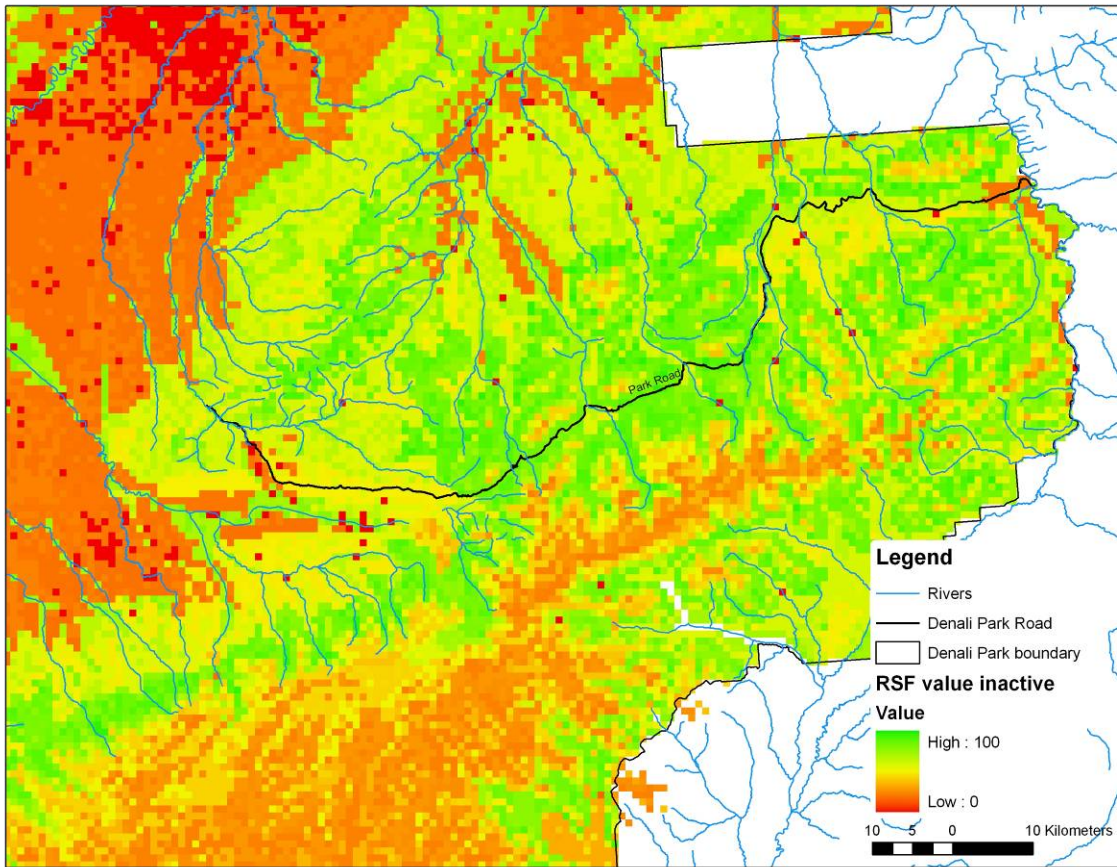 Park Road
Legend
Rivers
Denali Park Road
Denali Park boundary
RSF value inactive
Value
High : 100
Low : 0
10 5 0 10 Kilometers